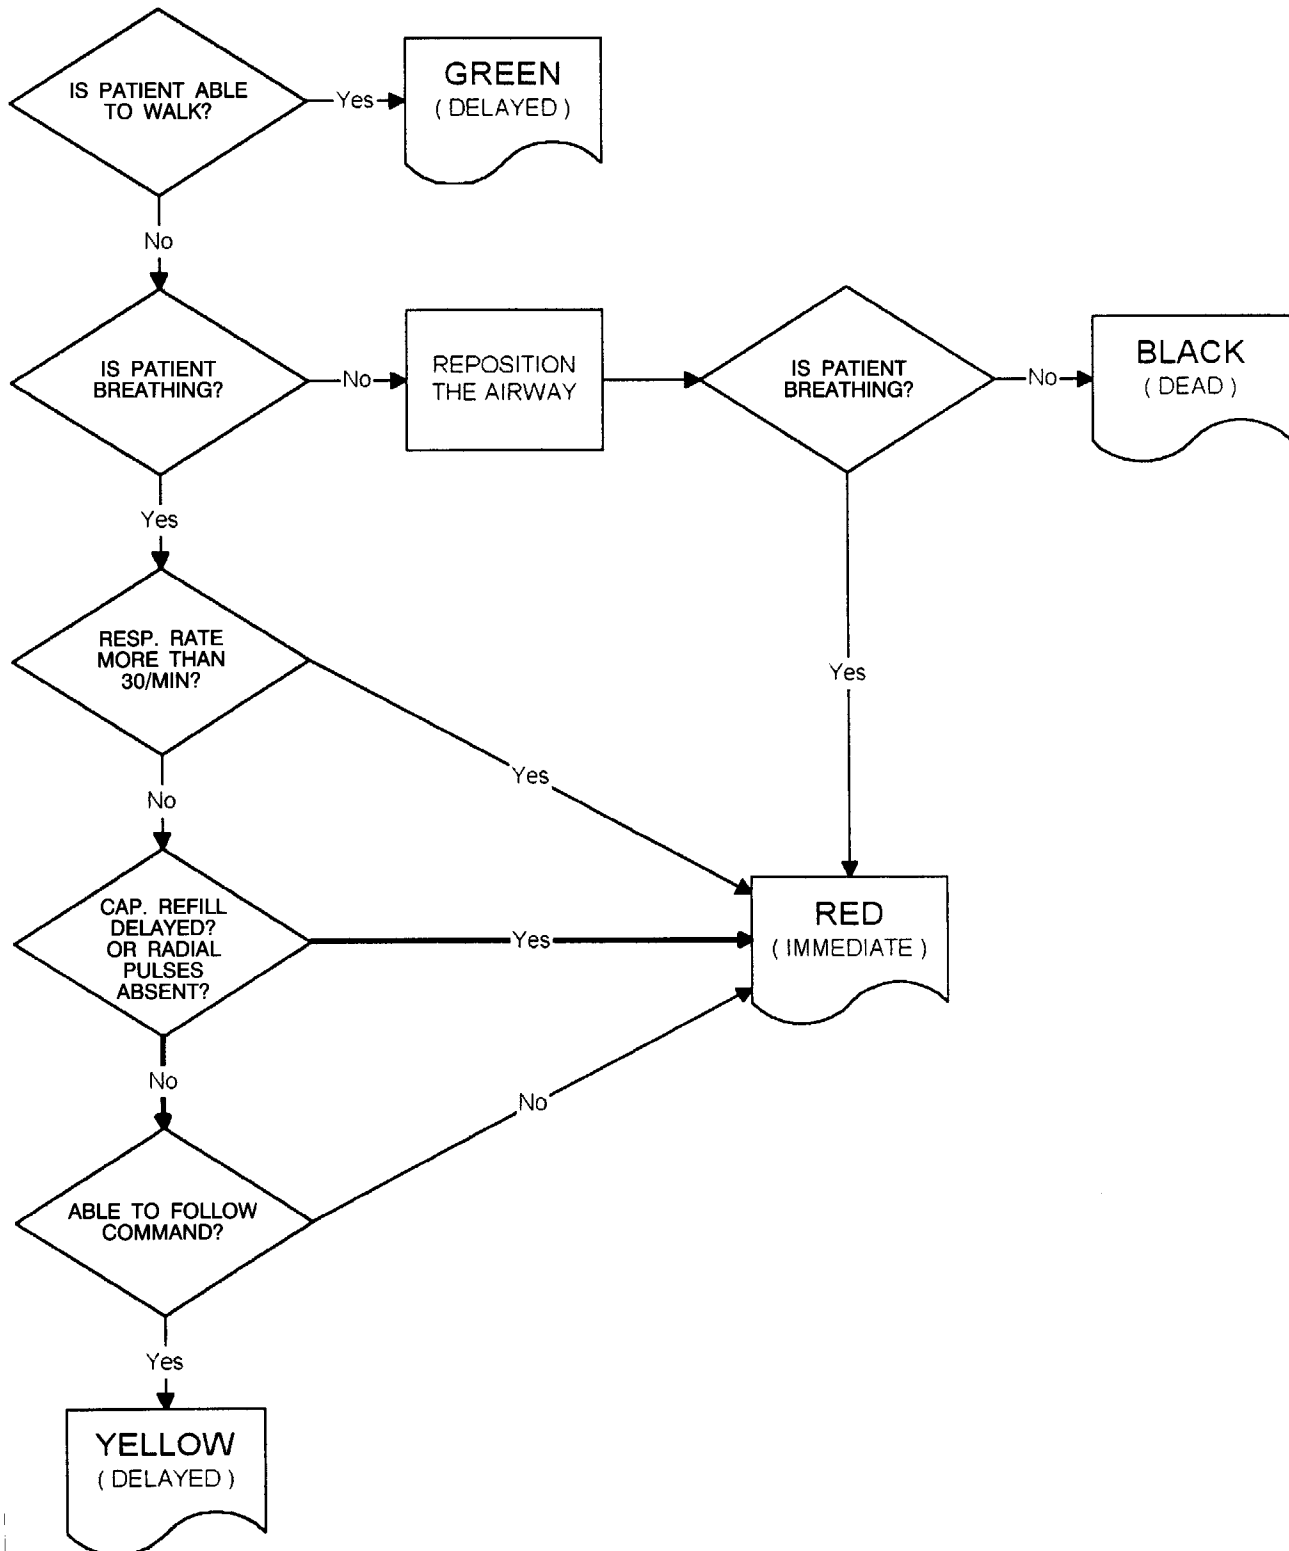 IS PATIENT ABLE
TO WALK?
Yes
GREEN
( DELAYED )
No
IS PATIENT
BREATHING?
No
REPOSITION
THE AIRWAY
IS PATIENT
BREATHING?
No
BLACK
( DEAD )
Yes
Yes
RESP. RATE
MORE THAN
30/MIN?
Yes
No
CAP. REFILL
DELAYED?
OR RADIAL
PULSES
ABSENT?
Yes
RED
( IMMEDIATE )
No
No
ABLE TO FOLLOW
COMMAND?
Yes
YELLOW
( DELAYED )